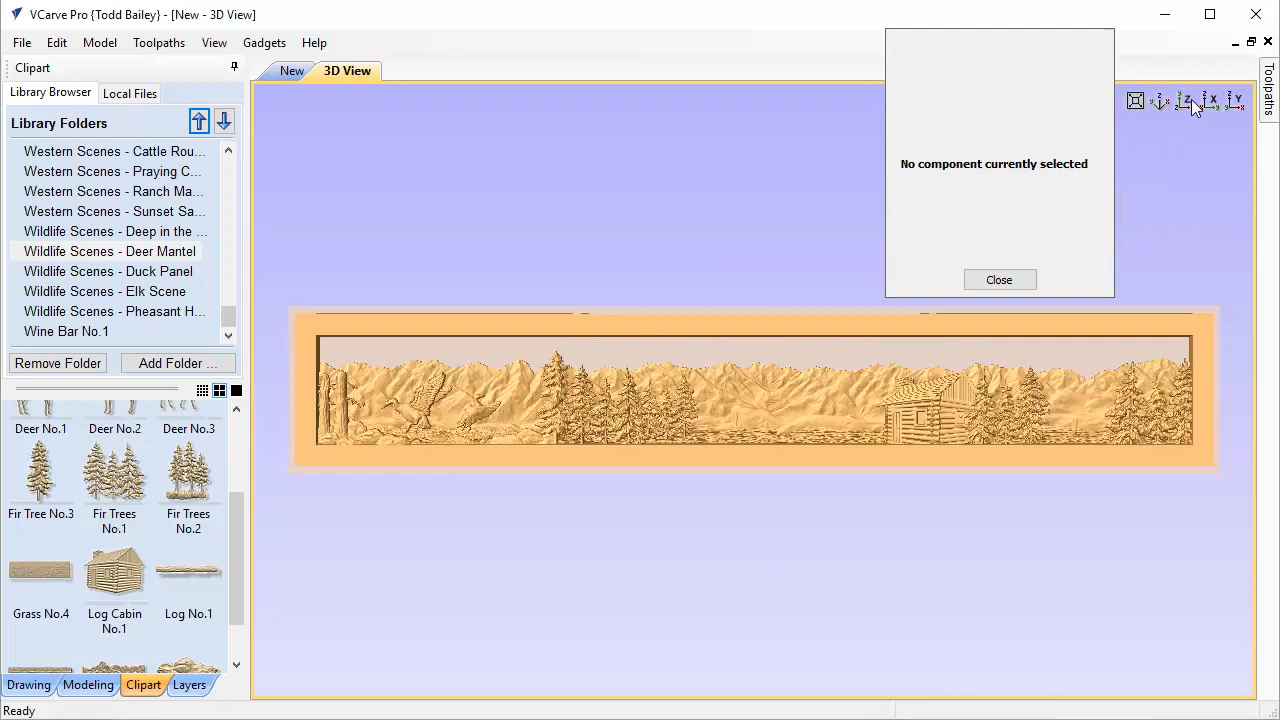 VCarve Pro {Todd Bailey} - [New - 3D View]
File Edit Model Toolpaths View Gadgets Help
Clipart
Library Browser Local Files
Library Folders
Western Scenes - Cattle Rou...
Western Scenes - Praying C...
Western Scenes - Ranch Ma...
Western Scenes - Sunset Sa...
Wildlife Scenes - Deep in the ...
Wildlife Scenes - Deer Mantel
Wildlife Scenes - Duck Panel
Wildlife Scenes - Elk Scene
Wildlife Scenes - Pheasant H...
Wine Bar No.1
Remove Folder Add Folder ...
Deer No.1 Deer No.2 Deer No.3
Fir Tree No.3 Fir Trees No.1 Fir Trees No.2
Grass No.4 Log Cabin No.1 Log No.1
Drawing Modeling Clipart Layers
Ready
New 3D View
No component currently selected
Close
Z X Y
Toolpaths